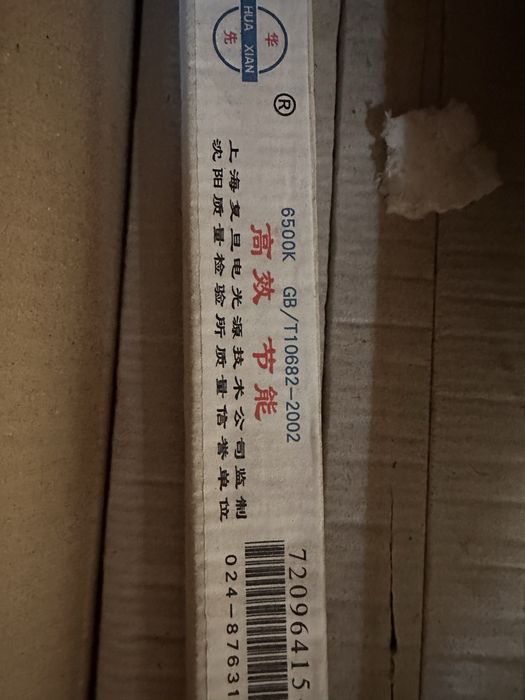 华先
HUA XIAN
®
6500K GB/T10682-2002
高效 节能
上海复旦电光源技术公司监制
沈阳质量检验所质量信誉单位
72096415
024-87631